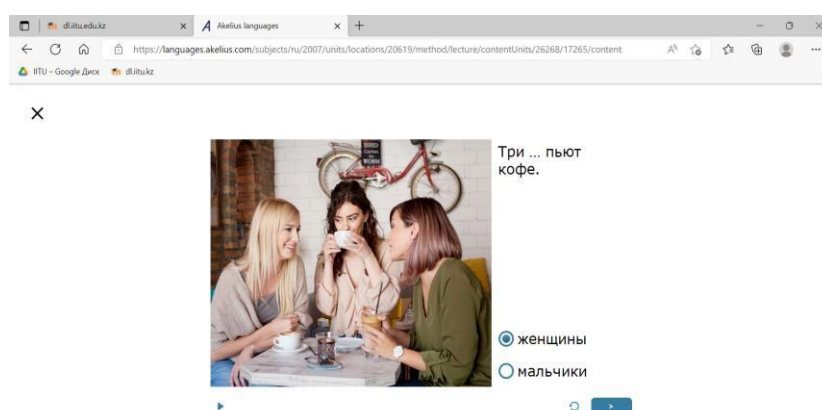 dl.iitu.edu.kz
Akelius languages
https://languages.akelius.com/subjects/ru/2007/units/locations/20619/method/lecture/contentUnits/26268/17265/content
IITU – Google Диск
dl.iitu.kz
Три ... пьют
кофе.
женщины
мальчики